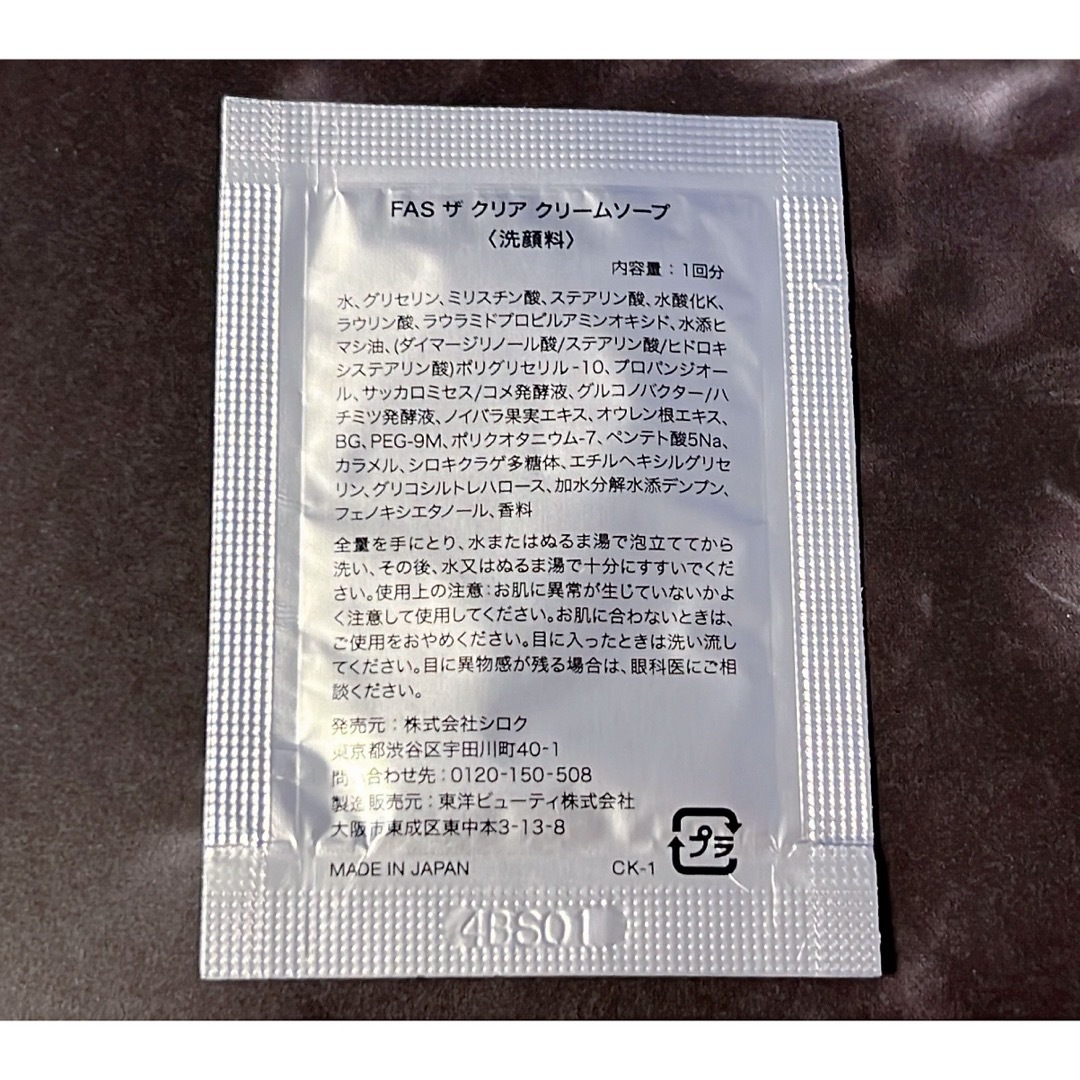 FAS ザ クリア クリームソープ
〈洗顔料〉
内容量：1回分
水、グリセリン、ミリスチン酸、ステアリン酸、水酸化K、
ラウリン酸、ラウラミドプロピルアミンオキシド、水添ヒ
マシ油、(ダイマージリノール酸/ステアリン酸/ヒドロキ
システアリン酸)ポリグリセリル-10、プロパンジオー
ル、サッカロミセス/コメ発酵液、グルコノバクター/ハ
チミツ発酵液、ノイバラ果実エキス、オウレン根エキス、
BG、PEG-9M、ポリクオタニウム-7、ペンテト酸5Na、
カラメル、シロキクラゲ多糖体、エチルヘキシルグリセ
リン、グリコシルトレハロース、加水分解水添デンプン、
フェノキシエタノール、香料
全量を手にとり、水またはぬるま湯で泡立ててから
洗い、その後、水又はぬるま湯で十分にすすいでくだ
さい。使用上の注意：お肌に異常が生じていないかよ
く注意して使用してください。お肌に合わないときは、
ご使用をおやめください。目に入ったときは洗い流し
てください。目に異物感が残る場合は、眼科医にご相
談ください。
発売元：株式会社シロク
東京都渋谷区宇田川町40-1
問い合わせ先：0120-150-508
製造販売元：東洋ビューティ株式会社
大阪市東成区東中本3-13-8
プラ
MADE IN JAPAN CK-1
4BS01